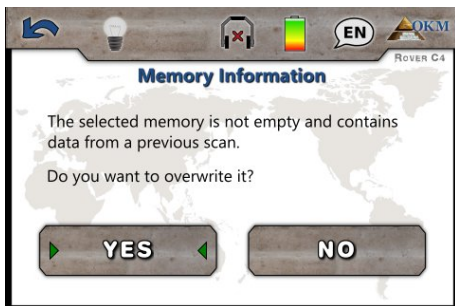 EN
OKM
ROVER C4
Memory Information
The selected memory is not empty and contains
data from a previous scan.
Do you want to overwrite it?
YES
NO